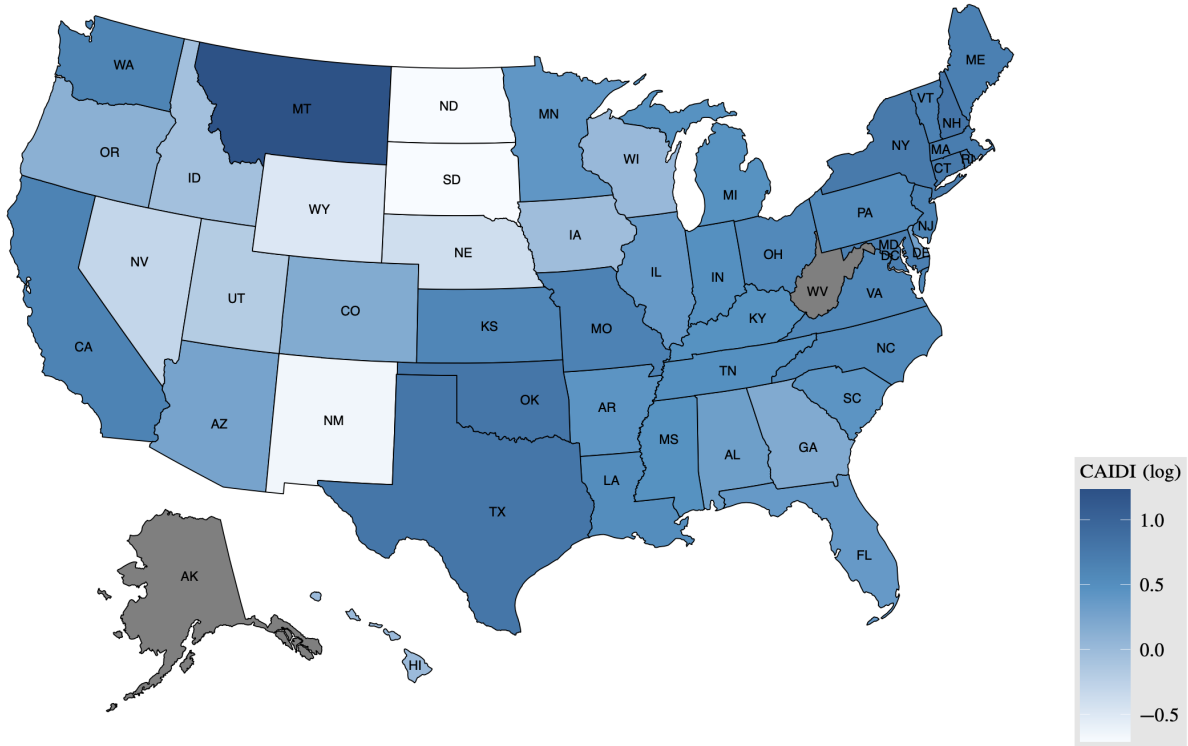 WA
ME
MT
ND
VT
MN
NH
OR
NY
MA
WI
RI
CT
ID
SD
MI
WY
PA
NJ
IA
MD
NE
DE
DC
OH
NV
IL
IN
WV
VA
UT
CO
KY
KS
MO
CA
NC
TN
OK
SC
AR
NM
AZ
MS
GA
AL
CAIDI (log)
LA
TX
1.0
FL
AK
0.5
0.0
HI
−0.5